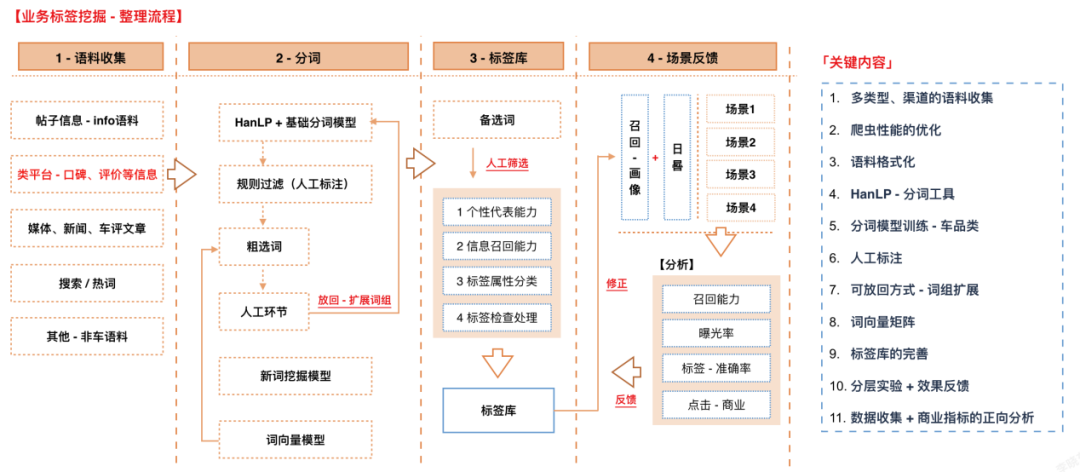 【业务标签挖掘 - 整理流程】
1 - 语料收集
帖子信息 - info语料
类平台 - 口碑、评价等信息
媒体、新闻、车评文章
搜索 / 热词
其他 - 非车语料
2 - 分词
HanLP + 基础分词模型
规则过滤（人工标注）
粗选词
人工环节
放回 - 扩展词组
新词挖掘模型
词向量模型
3 - 标签库
备选词
人工筛选
1 个性代表能力
2 信息召回能力
3 标签属性分类
4 标签检查处理
标签库
4 - 场景反馈
召回-画像
+
场景1
场景2
场景3
场景4
修正
【分析】
召回能力
曝光率
标签 - 准确率
点击 - 商业
反馈
「关键内容」
1. 多类型、渠道的语料收集
2. 爬虫性能的优化
3. 语料格式化
4. HanLP - 分词工具
5. 分词模型训练 - 车品类
6. 人工标注
7. 可放回方式 - 词组扩展
8. 词向量矩阵
9. 标签库的完善
10. 分层实验 + 效果反馈
11. 数据收集 + 商业指标的正向分析